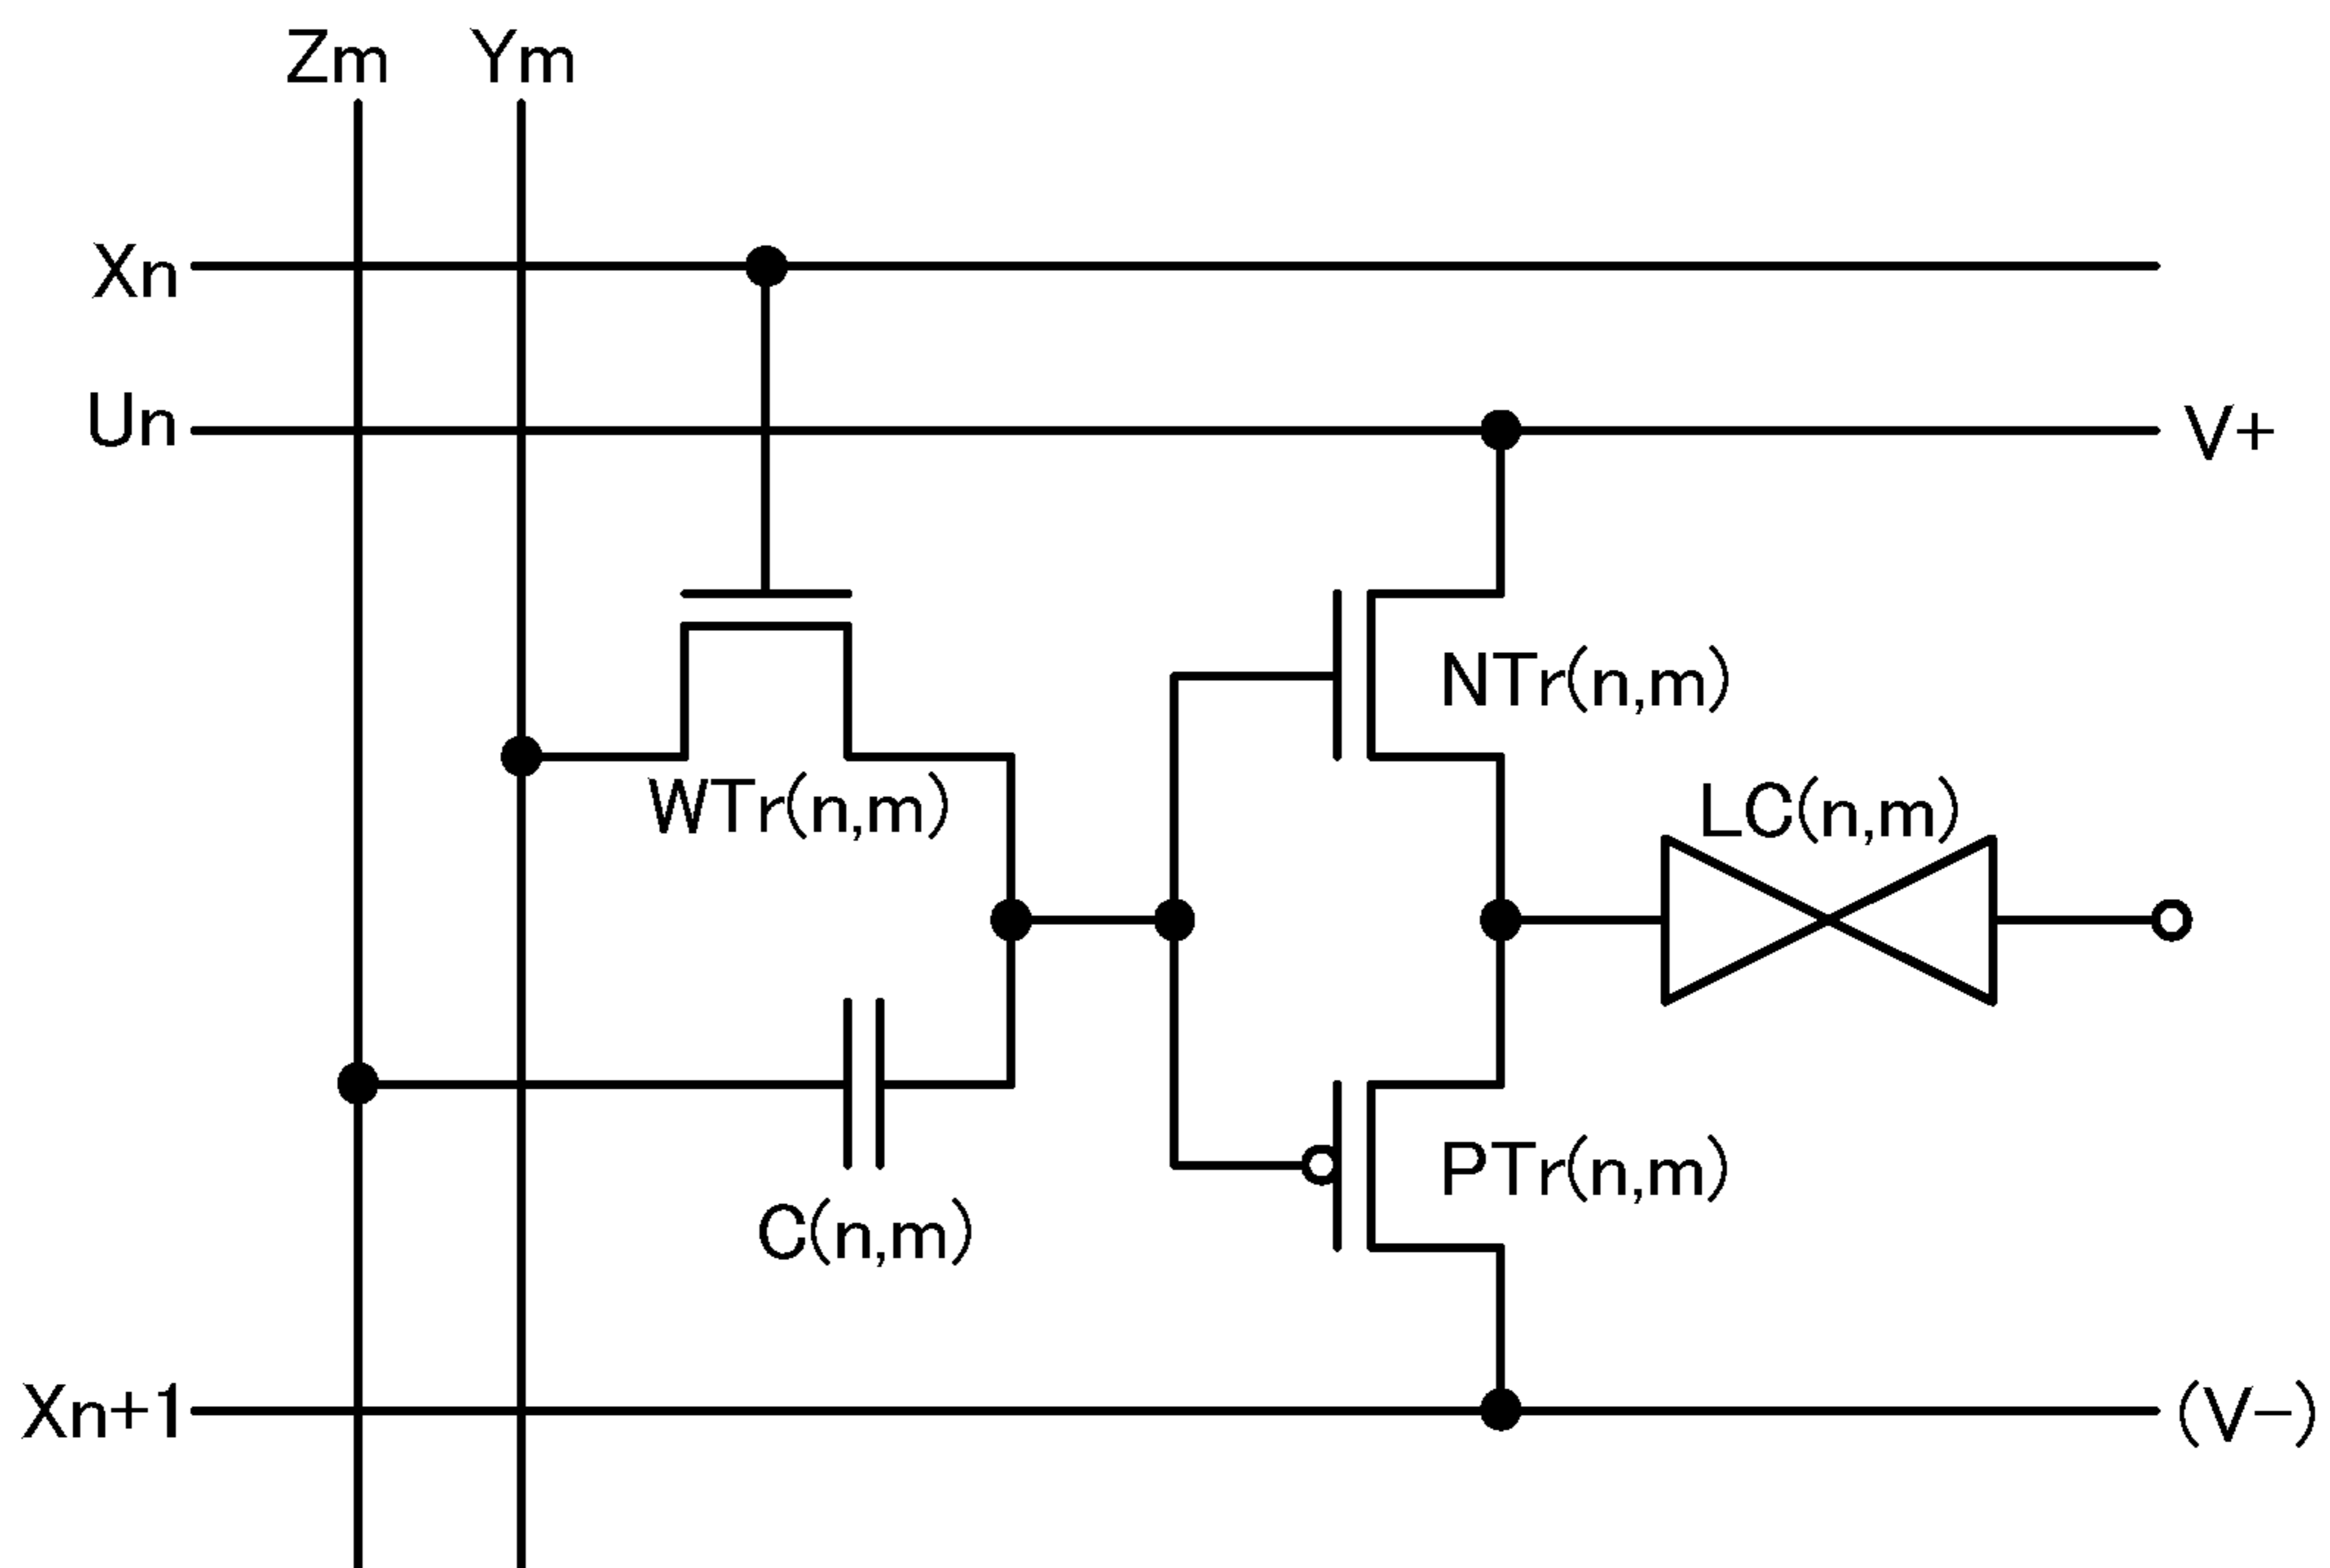 Zm Ym
Xn
Un V+
NTr(n,m)
WTr(n,m) LC(n,m)
PTr(n,m)
C(n,m)
Xn+1 (V−)